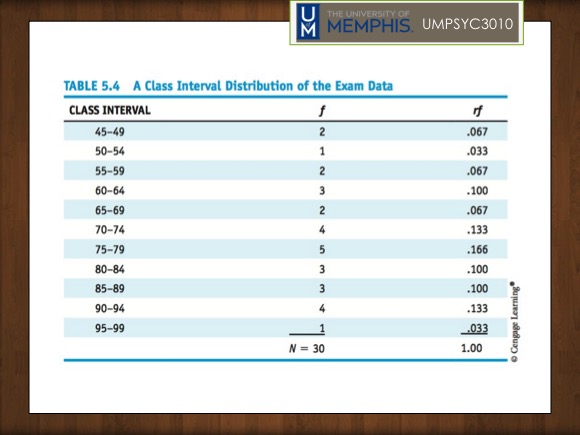 UM THE UNIVERSITY OF
MEMPHIS. UMPSYC3010
TABLE 5.4 A Class Interval Distribution of the Exam Data
CLASS INTERVAL f rf
45–49 2 .067
50–54 1 .033
55–59 2 .067
60–64 3 .100
65–69 2 .067
70–74 4 .133
75–79 5 .166
80–84 3 .100
85–89 3 .100
90–94 4 .133
95–99 1 .033
N = 30 1.00
© Cengage Learning®